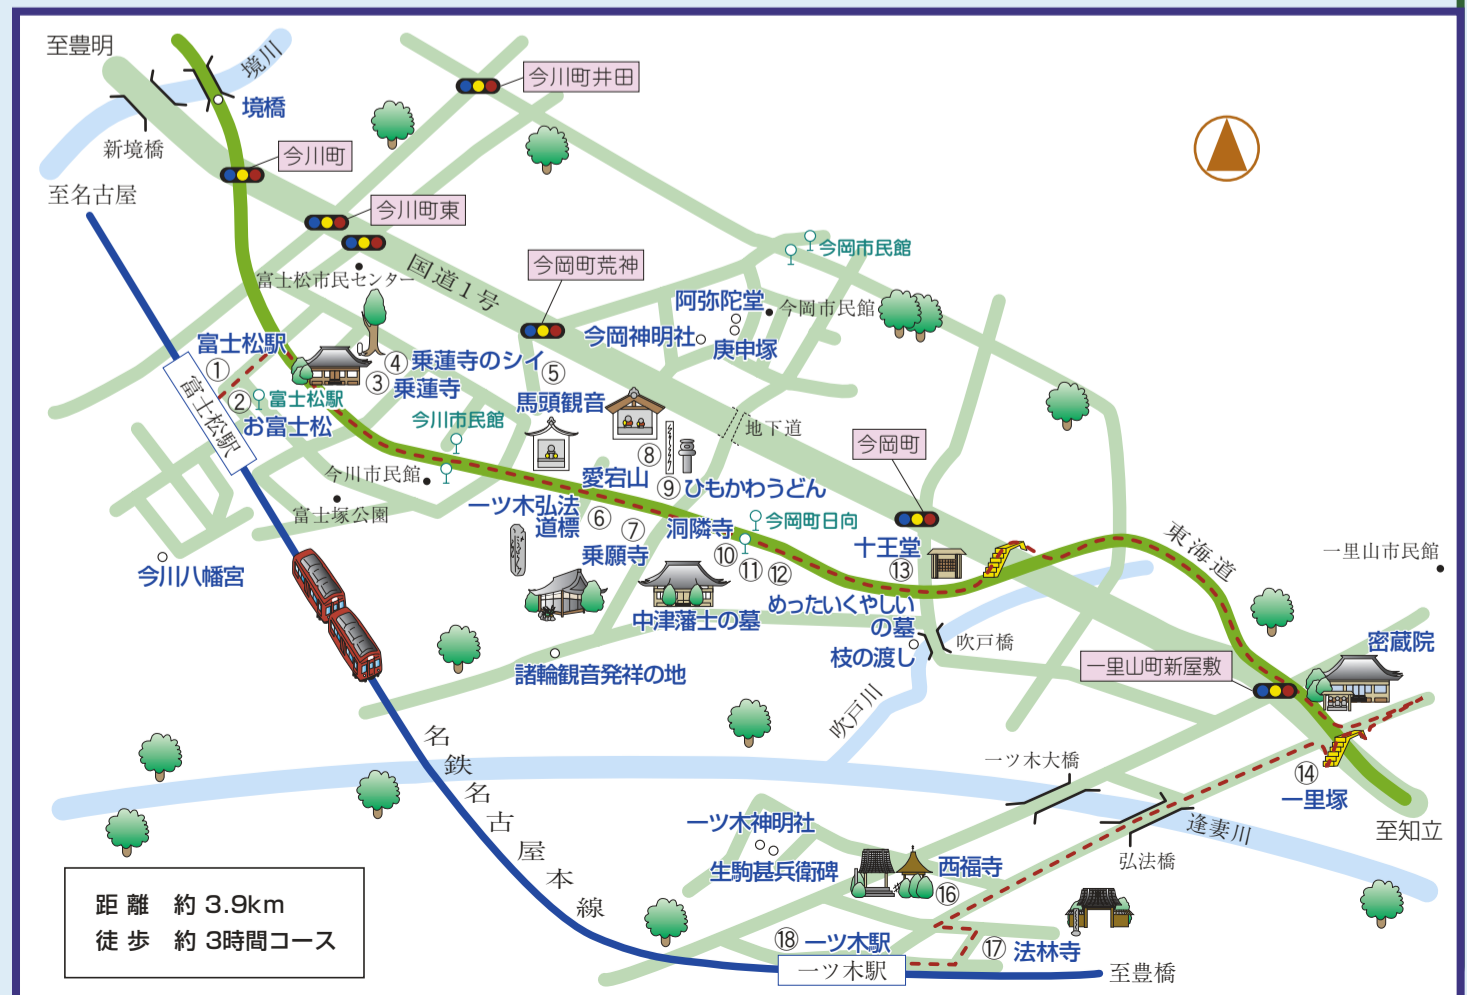 至豊明
境川
境橋
今川町井田
新境橋
今川町
至名古屋
今川町東
富士松市民センター
国道1号
今岡町荒神
今岡市民館
阿弥陀堂
今岡市民館
今岡神明社
庚申塚
富士松駅
①
④ 乗蓮寺のシイ
⑤
③ 乗蓮寺
馬頭観音
富士松駅
②
富士松駅
お富士松
今川市民館
地下道
今岡町
⑧
愛宕山
⑨ ひもかわうどん
今川市民館
富士塚公園
一ツ木弘法
道標
⑥
⑦
乗願寺
洞隣寺
今岡町日向
⑩
⑪
⑫
十王堂
⑬
東海道
一里山市民館
今川八幡宮
めったいくやしい
の墓
中津藩士の墓
枝の渡し
吹戸橋
密蔵院
諸輪観音発祥の地
一里山町新屋敷
吹戸川
名鉄名古屋本線
一ツ木大橋
⑭
一里塚
逢妻川
至知立
一ツ木神明社
弘法橋
生駒甚兵衛碑
西福寺
⑯
距離 約 3.9km
徒歩 約 3時間コース
⑱ 一ツ木駅
⑰ 法林寺
一ツ木駅
至豊橋